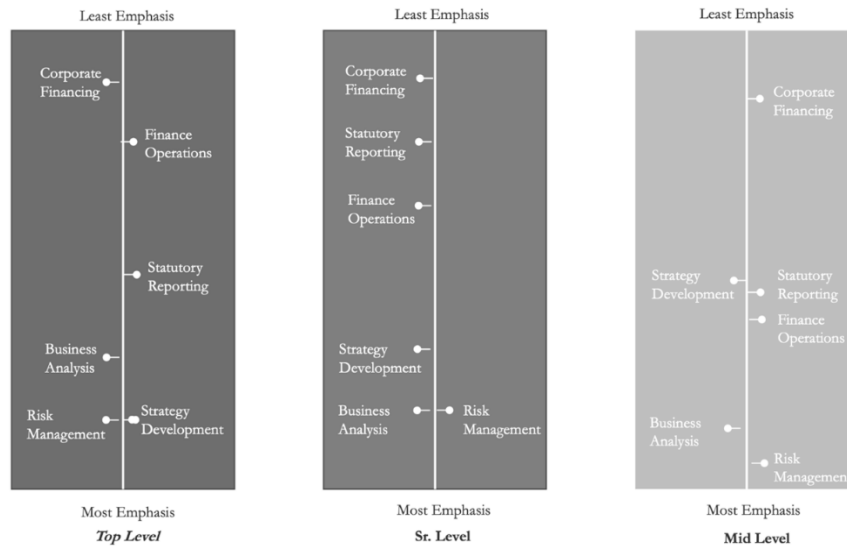 Least Emphasis
Corporate
Financing
Finance
Operations
Statutory
Reporting
Business
Analysis
Risk
Management
Strategy
Development
Most Emphasis
Top Level
Least Emphasis
Corporate
Financing
Statutory
Reporting
Finance
Operations
Strategy
Development
Business
Analysis
Risk
Management
Most Emphasis
Sr. Level
Least Emphasis
Corporate
Financing
Strategy
Development
Statutory
Reporting
Finance
Operations
Business
Analysis
Risk
Management
Most Emphasis
Mid Level